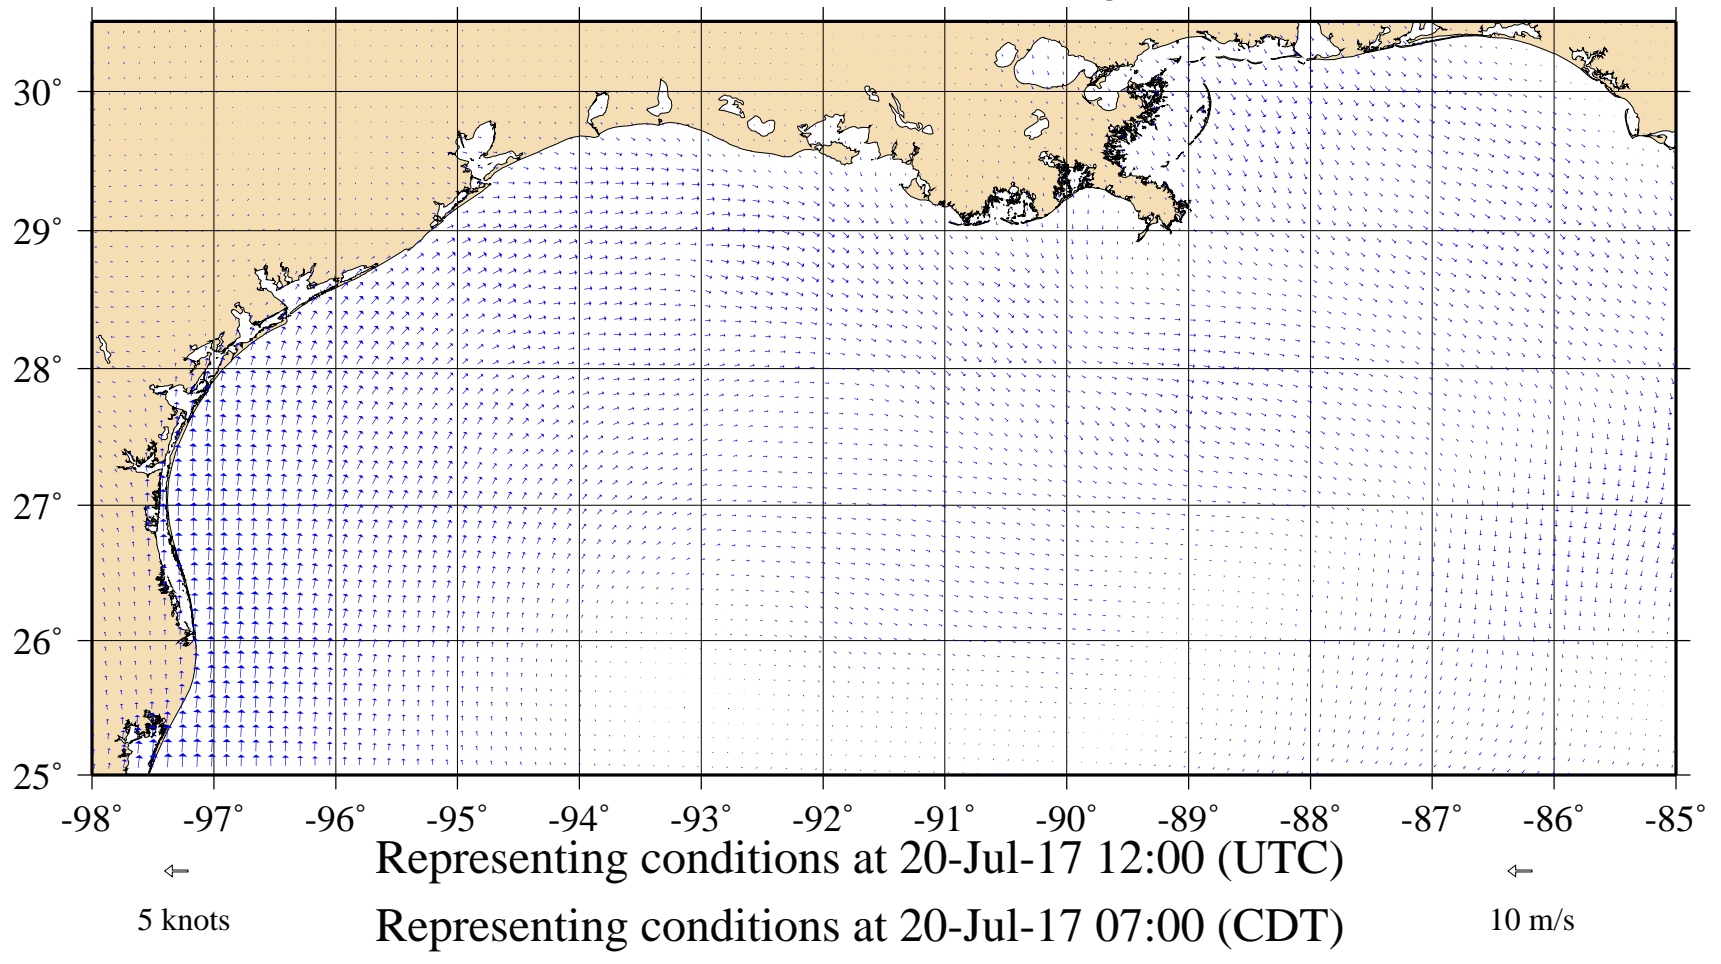 30°
29°
28°
27°
26°
25°
-98° -97° -96° -95° -94° -93° -92° -91° -90° -89° -88° -87° -86° -85°
Representing conditions at 20-Jul-17 12:00 (UTC)
5 knots
10 m/s
Representing conditions at 20-Jul-17 07:00 (CDT)